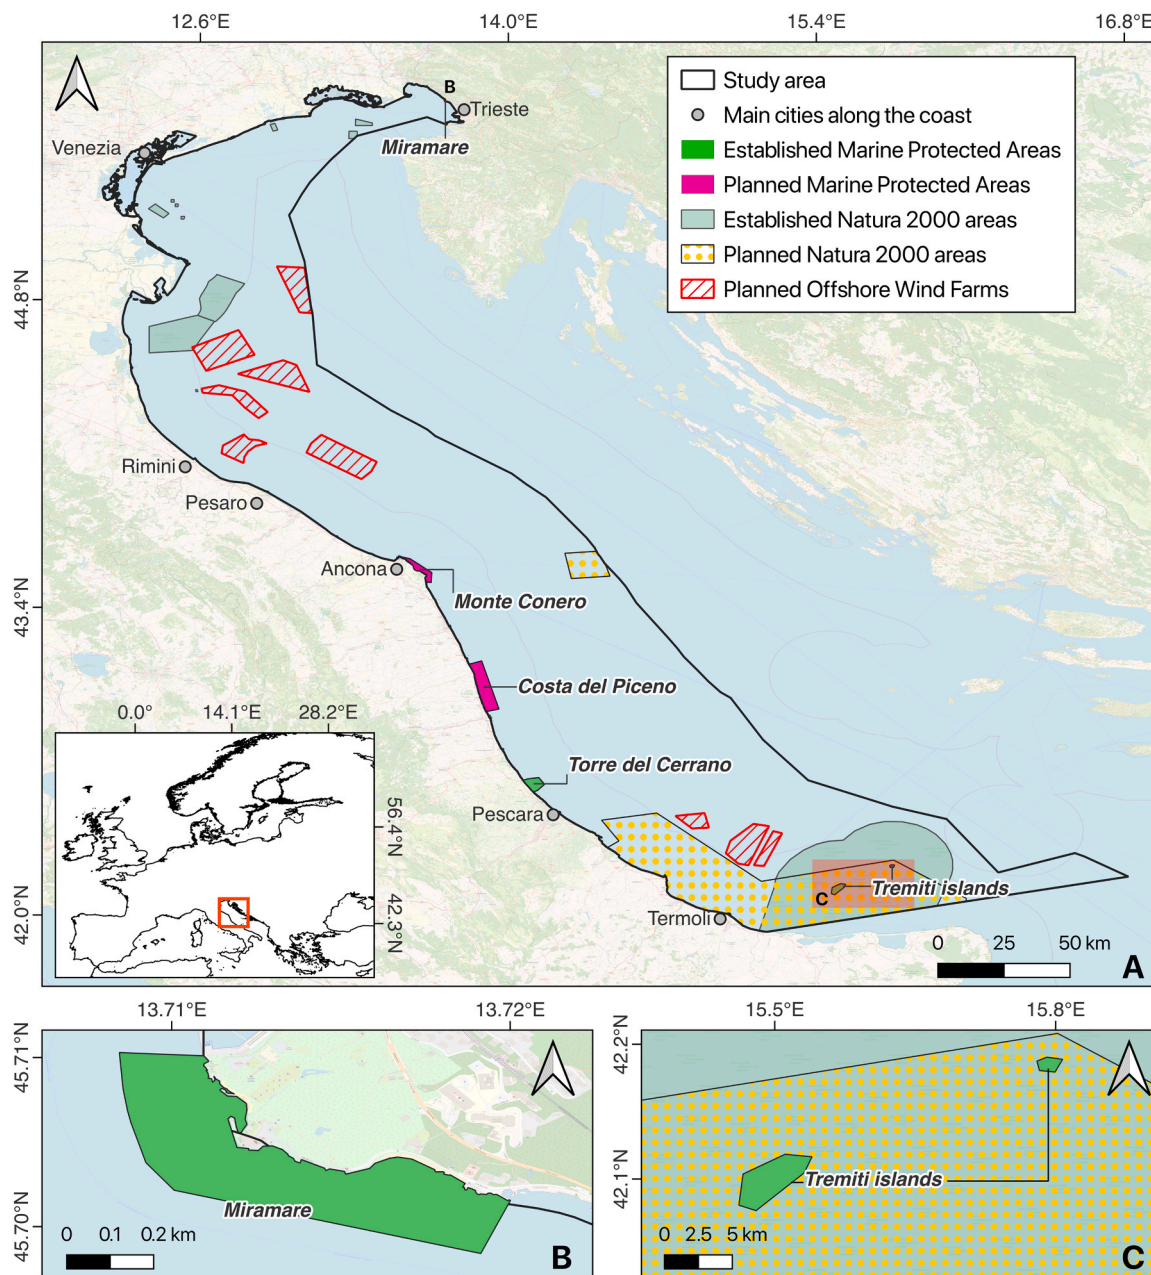 12.6°E 14.0°E 15.4°E 16.8°E
Study area
Main cities along the coast
Established Marine Protected Areas
Planned Marine Protected Areas
Established Natura 2000 areas
Planned Natura 2000 areas
Planned Offshore Wind Farms
B
Trieste
Miramare
Venezia
44.8°N
Rimini
Pesaro
Ancona
Monte Conero
43.4°N
Costa del Piceno
0.0° 14.1°E 28.2°E
Torre del Cerrano
Pescara
56.4°N
42.3°N
42.0°N
Tremiti islands
C
Termoli
0 25 50 km
A
13.71°E 13.72°E
45.71°N
45.70°N
Miramare
0 0.1 0.2 km
B
15.5°E 15.8°E
42.2°N
42.1°N
Tremiti islands
0 2.5 5 km
C